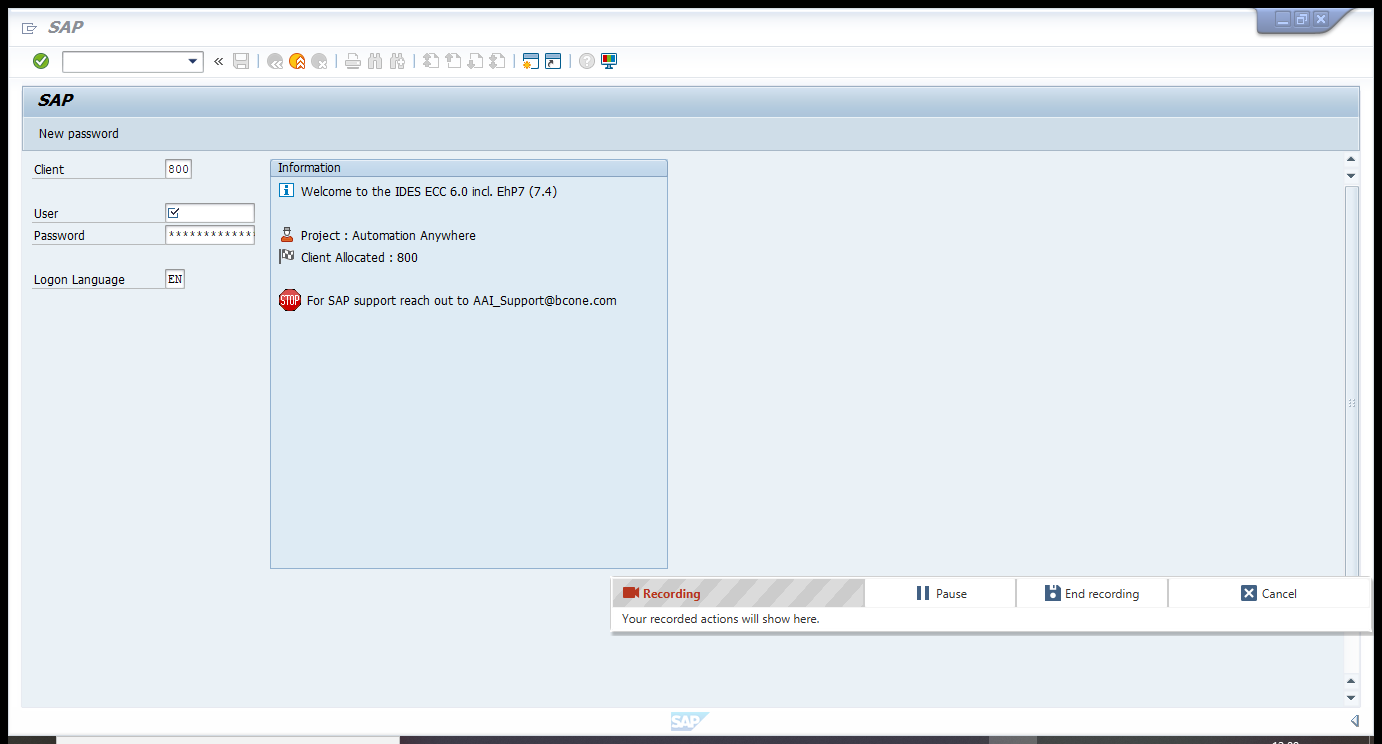 SAP
SAP
New password
Client 800
User
Password *************
Logon Language EN
Information
Welcome to the IDES ECC 6.0 incl. EhP7 (7.4)
Project : Automation Anywhere
Client Allocated : 800
STOP For SAP support reach out to AAI_Support@bcone.com
Recording Pause End recording Cancel
Your recorded actions will show here.
SAP